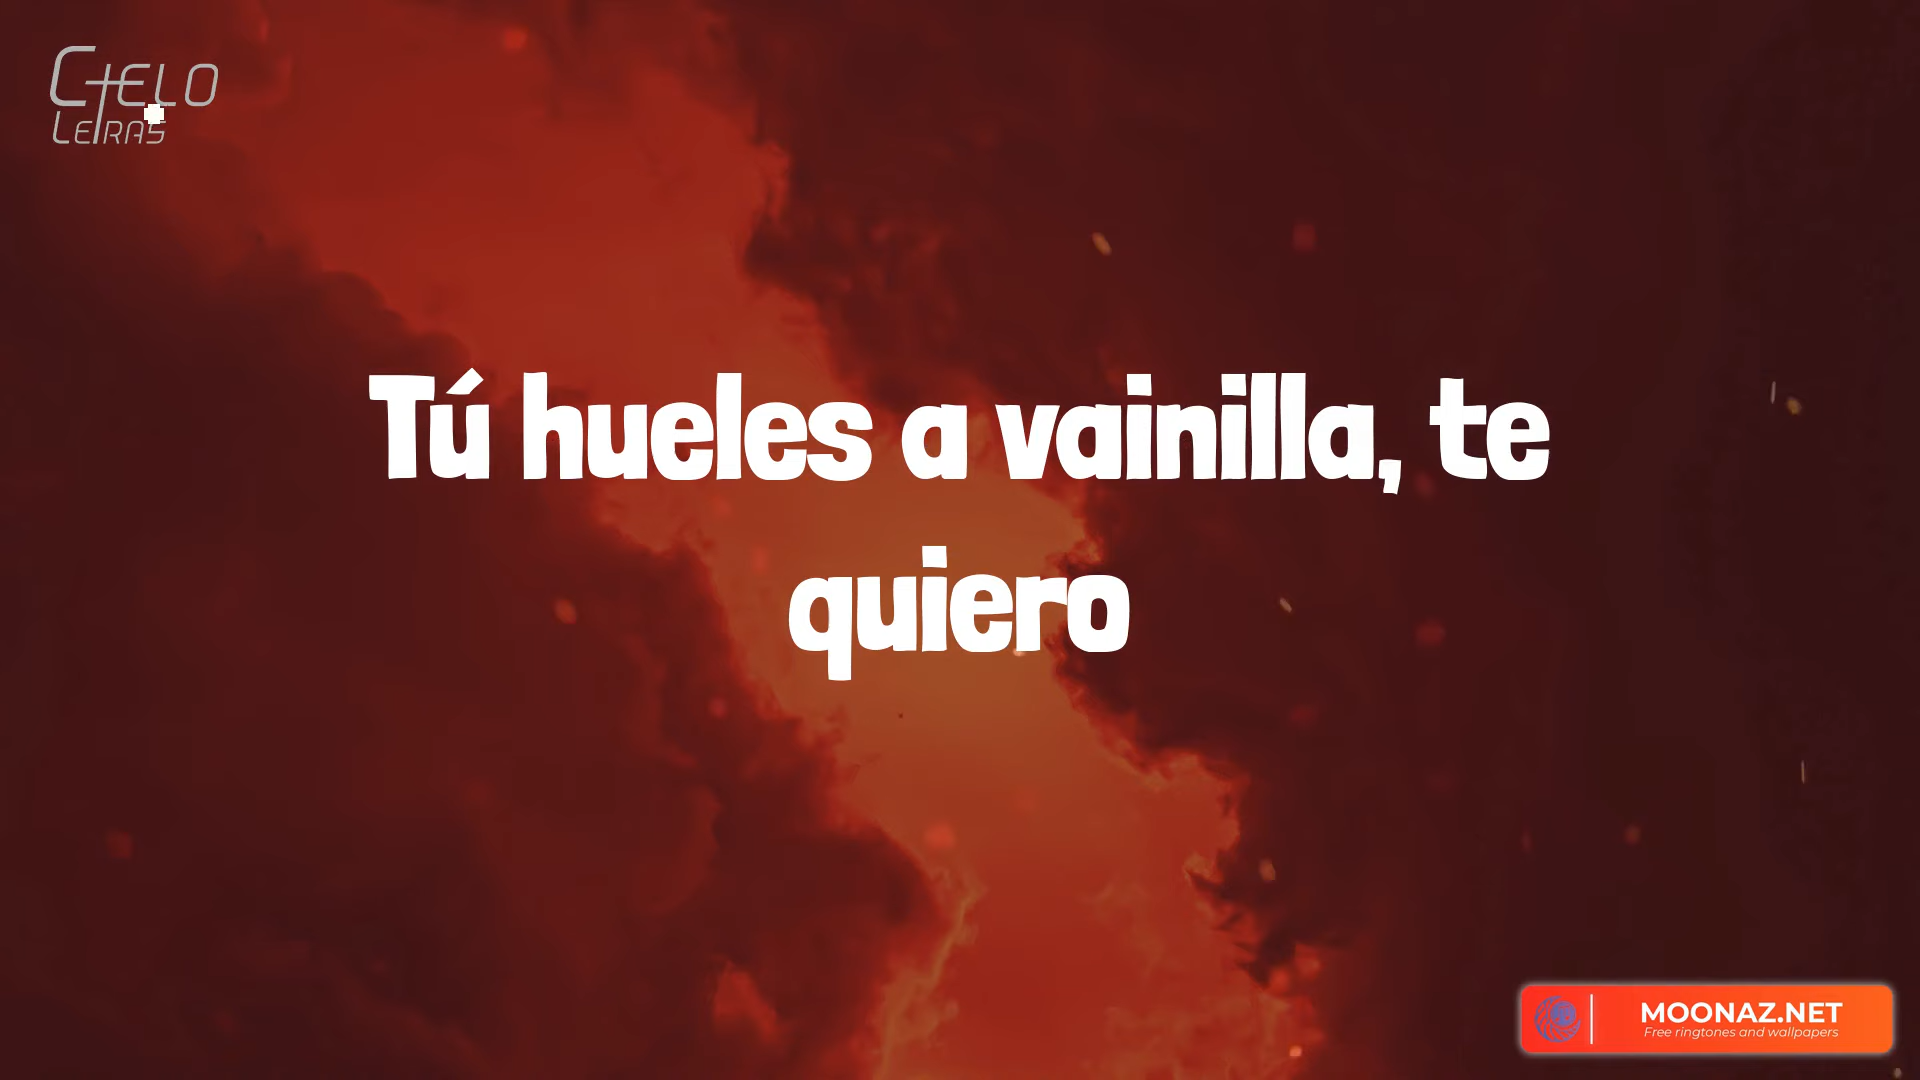 CIELO
LETRAS
Tú hueles a vainilla, te
quiero
MOONAZ.NET
Free ringtones and wallpapers